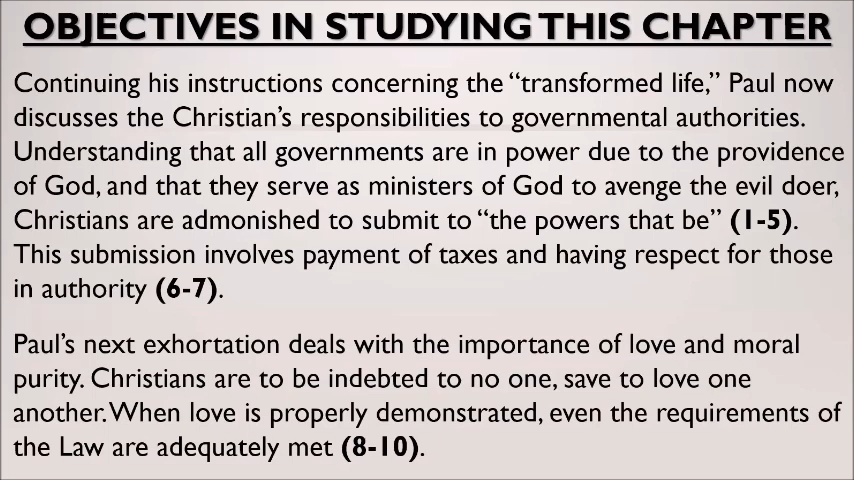 OBJECTIVES IN STUDYING THIS CHAPTER
Continuing his instructions concerning the “transformed life,” Paul now
discusses the Christian’s responsibilities to governmental authorities.
Understanding that all governments are in power due to the providence
of God, and that they serve as ministers of God to avenge the evil doer,
Christians are admonished to submit to “the powers that be” (1-5).
This submission involves payment of taxes and having respect for those
in authority (6-7).
Paul’s next exhortation deals with the importance of love and moral
purity. Christians are to be indebted to no one, save to love one
another. When love is properly demonstrated, even the requirements of
the Law are adequately met (8-10).